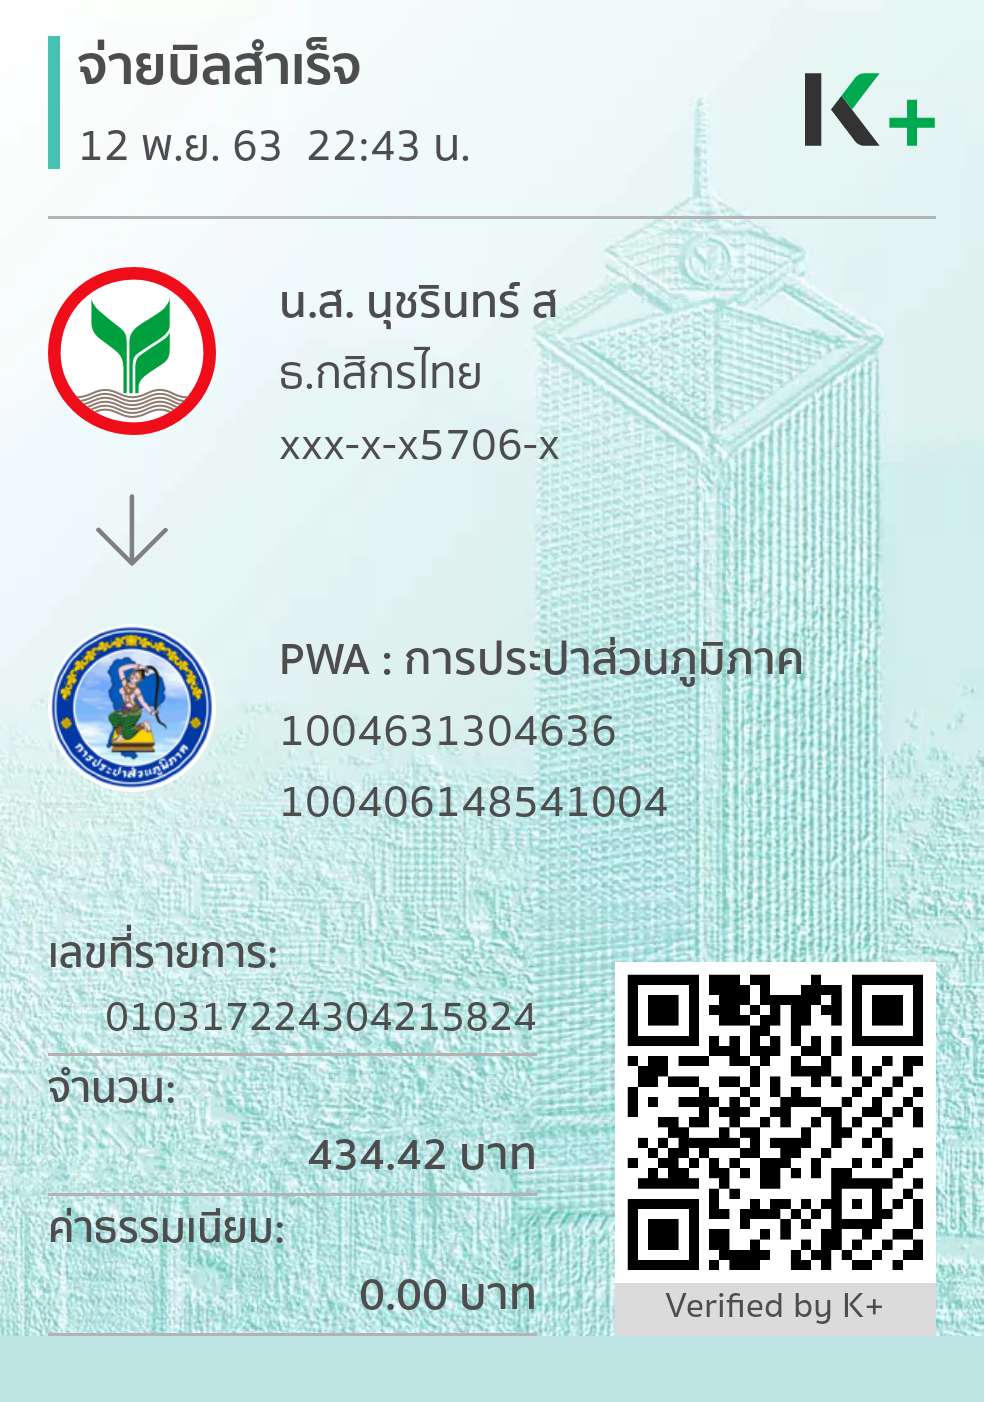 จ่ายบิลสำเร็จ
12 พ.ย. 63 22:43 น.
K+
น.ส. นุชรินทร์ ส
ธ.กสิกรไทย
xxx-x-x5706-x
PWA : การประปาส่วนภูมิภาค
1004631304636
100406148541004
การประปาส่วนภูมิภาค
เลขที่รายการ:
010317224304215824
จำนวน:
434.42 บาท
ค่าธรรมเนียม:
0.00 บาท
Verified by K+